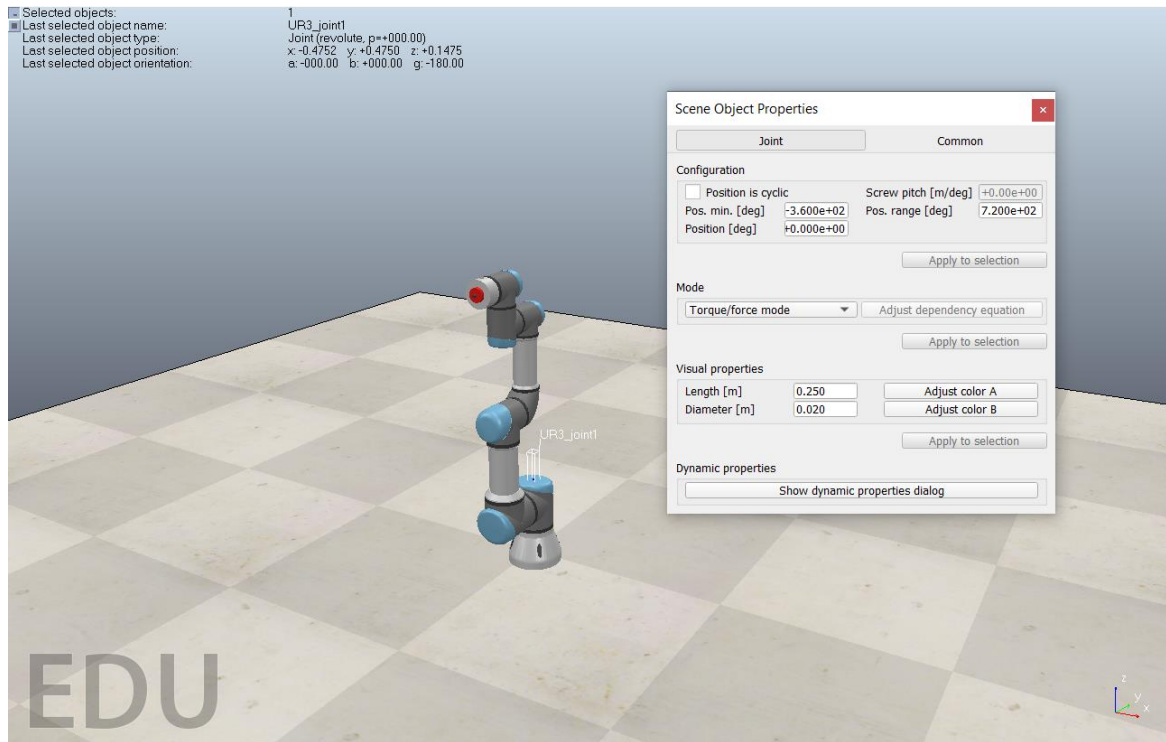 Selected objects: 1
Last selected object name: UR3_joint1
Last selected object type: Joint (revolute, p=+000.00)
Last selected object position: x: -0.4752 y: +0.4750 z: +0.1475
Last selected object orientation: a: -000.00 b: +000.00 g: -180.00
Scene Object Properties
×
Joint Common
Configuration
Position is cyclic Screw pitch [m/deg] +0.00e+00
Pos. min. [deg] -3.600e+02 Pos. range [deg] 7.200e+02
Position [deg] +0.000e+00
Apply to selection
Mode
Torque/force mode Adjust dependency equation
Apply to selection
Visual properties
Length [m] 0.250 Adjust color A
Diameter [m] 0.020 Adjust color B
Apply to selection
Dynamic properties
Show dynamic properties dialog
UR3_joint1
EDU
z
y
x